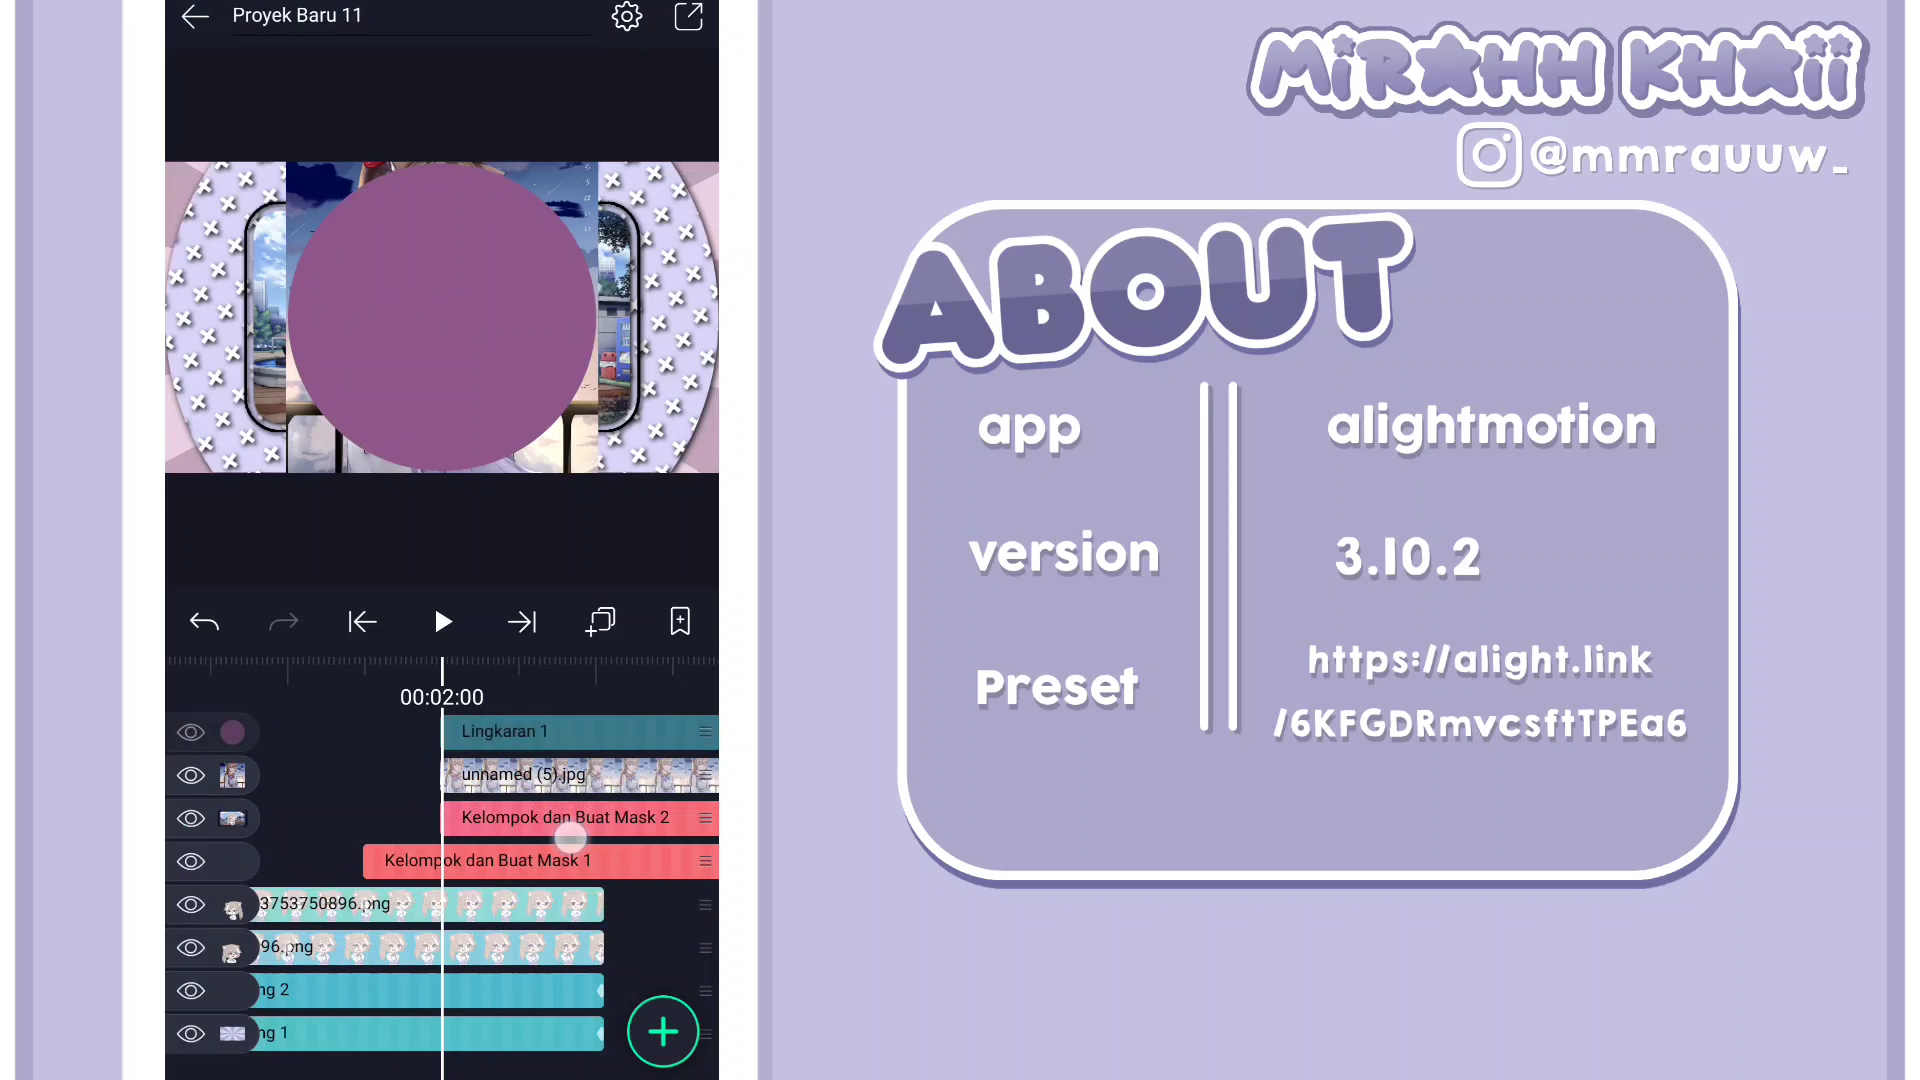 Proyek Baru 11
00:02:00
Lingkaran 1
unnamed (5).jpg
Kelompok dan Buat Mask 2
Kelompok dan Buat Mask 1
3753750896.png
96.png
ng 2
ng 1
MiRAHH KHAii
@mmrauuw_
ABOUT
app
alightmotion
version
3.10.2
Preset
https://alight.link
/6KFGDRmvcsftTPEa6